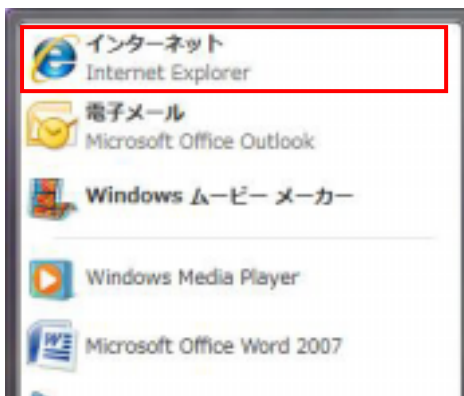 インターネット
Internet Explorer
電子メール
Microsoft Office Outlook
Windows ムービー メーカー
Windows Media Player
Microsoft Office Word 2007